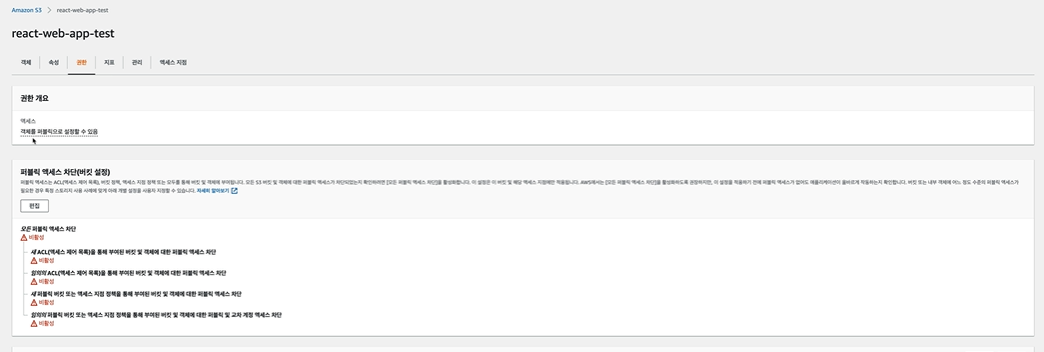 Amazon S3 > react-web-app-test
react-web-app-test
객체 속성 권한 지표 관리 액세스 지점
권한 개요
액세스
객체를 퍼블릭으로 설정할 수 있음
퍼블릭 액세스 차단(버킷 설정)
퍼블릭 액세스는 ACL(액세스 제어 목록), 버킷 정책, 액세스 지점 정책 또는 모두를 통해 버킷 및 객체에 부여됩니다. 모든 S3 버킷 및 객체에 대한 퍼블릭 액세스가 차단되었는지 확인하려면 [모든 퍼블릭 액세스 차단]을 활성화합니다. 이 설정은 이 버킷 및 해당 액세스 지점에만 적용됩니다. AWS에서는 [모든 퍼블릭 액세스 차단]을 활성화하도록 권장하지만, 이 설정을 적용하기 전에 퍼블릭 액세스가 없어도 애플리케이션이 올바르게 작동하는지 확인합니다. 버킷 또는 내부 객체에 어느 정도 수준의 퍼블릭 액세스가
필요한 경우 특정 스토리지 사용 사례에 맞게 아래 개별 설정을 사용자 지정할 수 있습니다. 자세히 알아보기
편집
모든 퍼블릭 액세스 차단
비활성
새 ACL(액세스 제어 목록)을 통해 부여된 버킷 및 객체에 대한 퍼블릭 액세스 차단
비활성
임의의 ACL(액세스 제어 목록)을 통해 부여된 버킷 및 객체에 대한 퍼블릭 액세스 차단
비활성
새 퍼블릭 버킷 또는 액세스 지점 정책을 통해 부여된 버킷 및 객체에 대한 퍼블릭 액세스 차단
비활성
임의의 퍼블릭 버킷 또는 액세스 지점 정책을 통해 부여된 버킷 및 객체에 대한 퍼블릭 및 교차 계정 액세스 차단
비활성